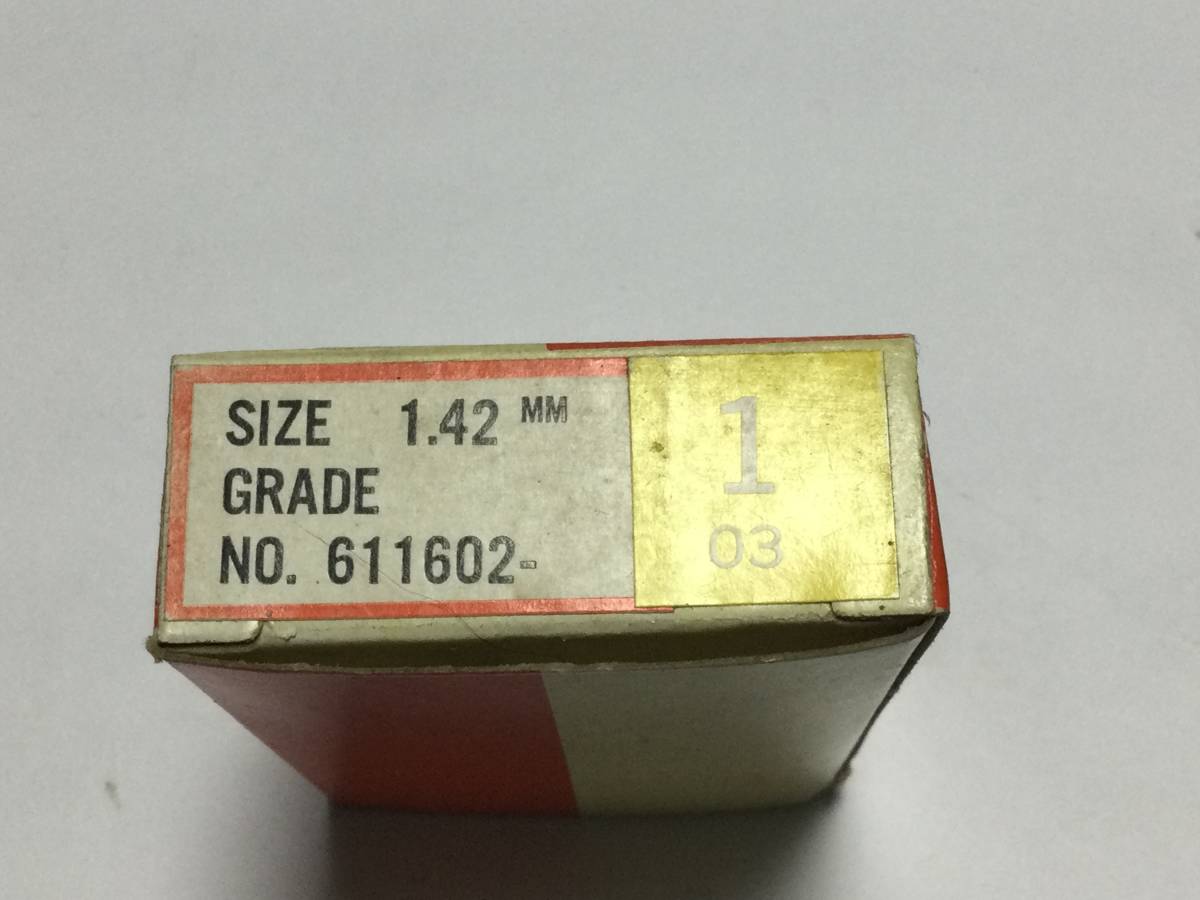 SIZE 1.42 MM
GRADE
NO. 611602-
1
03